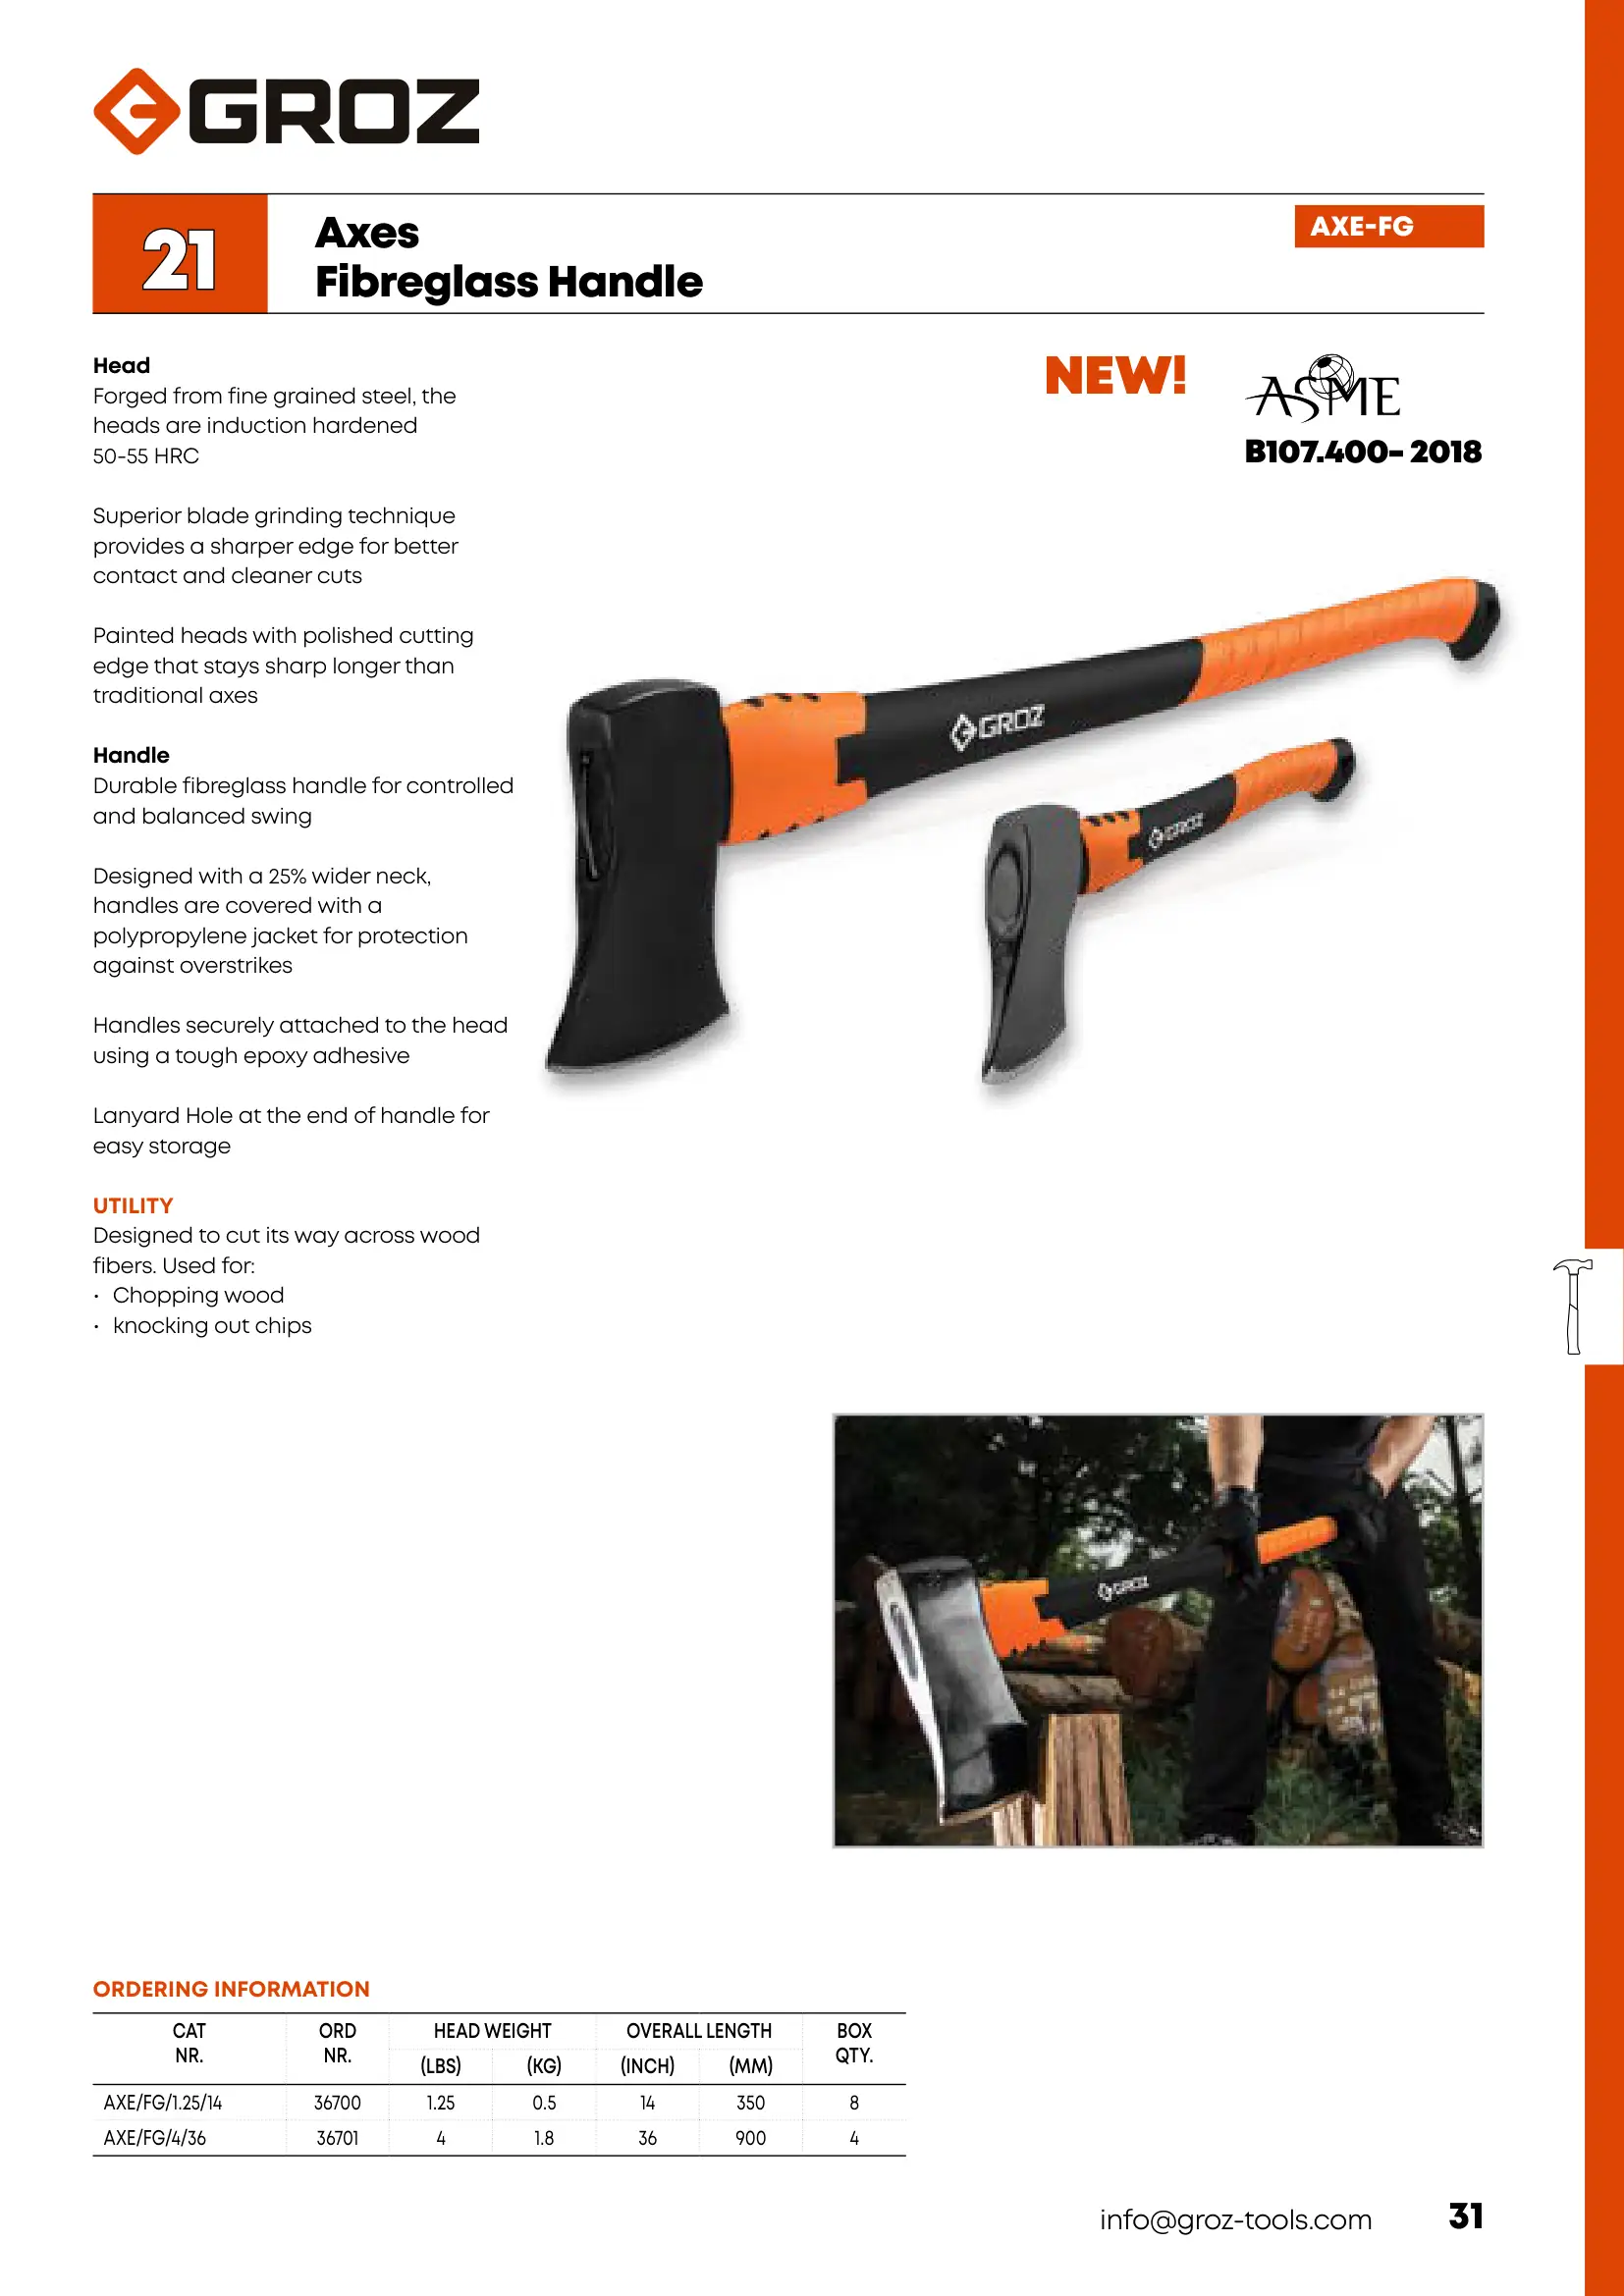 GROZ
21
Axes
Fibreglass Handle
AXE-FG
Head
Forged from fine grained steel, the
heads are induction hardened
50-55 HRC
Superior blade grinding technique
provides a sharper edge for better
contact and cleaner cuts
Painted heads with polished cutting
edge that stays sharp longer than
traditional axes
Handle
Durable fibreglass handle for controlled
and balanced swing
Designed with a 25% wider neck,
handles are covered with a
polypropylene jacket for protection
against overstrikes
Handles securely attached to the head
using a tough epoxy adhesive
Lanyard Hole at the end of handle for
easy storage
UTILITY
Designed to cut its way across wood
fibers. Used for:
• Chopping wood
• knocking out chips
NEW!
ASME
B107.400- 2018
GROZ
GROZ
GROZ
ORDERING INFORMATION
CAT NR. ORD NR. HEAD WEIGHT OVERALL LENGTH BOX QTY.
(LBS) (KG) (INCH) (MM)
AXE/FG/1.25/14 36700 1.25 0.5 14 350 8
AXE/FG/4/36 36701 4 1.8 36 900 4
info@groz-tools.com 31